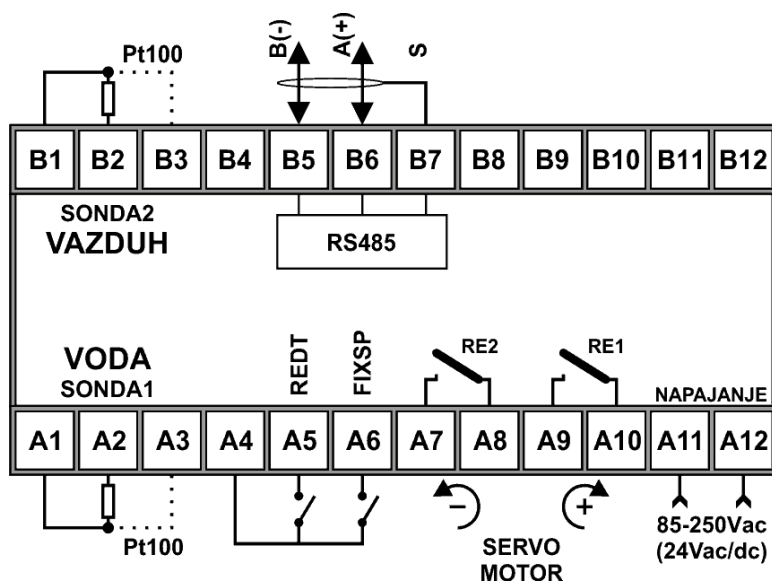 B(-)
A(+)
S
Pt100
B1 B2 B3 B4 B5 B6 B7 B8 B9 B10 B11 B12
SONDA2
VAZDUH
RS485
VODA
SONDA1
REDT
FIXSP
RE2
RE1
NAPAJANJE
A1 A2 A3 A4 A5 A6 A7 A8 A9 A10 A11 A12
Pt100
−
+
SERVO
MOTOR
85-250Vac
(24Vac/dc)